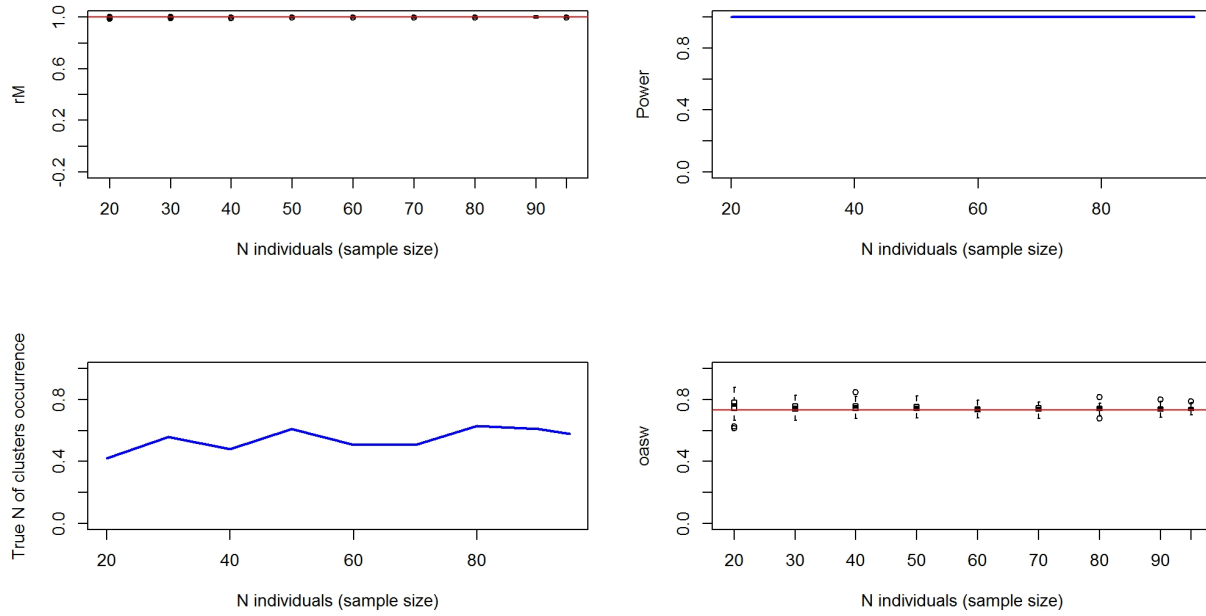 rM
1.0
0.6
0.2
-0.2
20 30 40 50 60 70 80 90
N individuals (sample size)
Power
0.8
0.4
0.0
20 40 60 80
N individuals (sample size)
True N of clusters occurrence
0.8
0.4
0.0
20 40 60 80
N individuals (sample size)
oasw
0.8
0.4
0.0
20 30 40 50 60 70 80 90
N individuals (sample size)